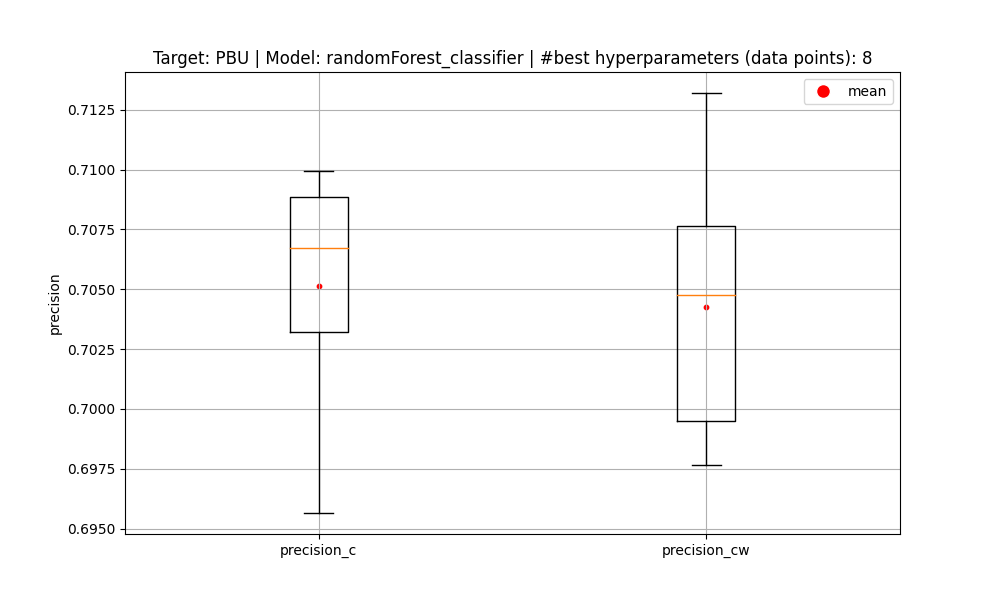 Target: PBU | Model: randomForest_classifier | #best hyperparameters (data points): 8
mean
0.7125
0.7100
0.7075
0.7050
0.7025
0.7000
0.6975
0.6950
precision
precision_c
precision_cw